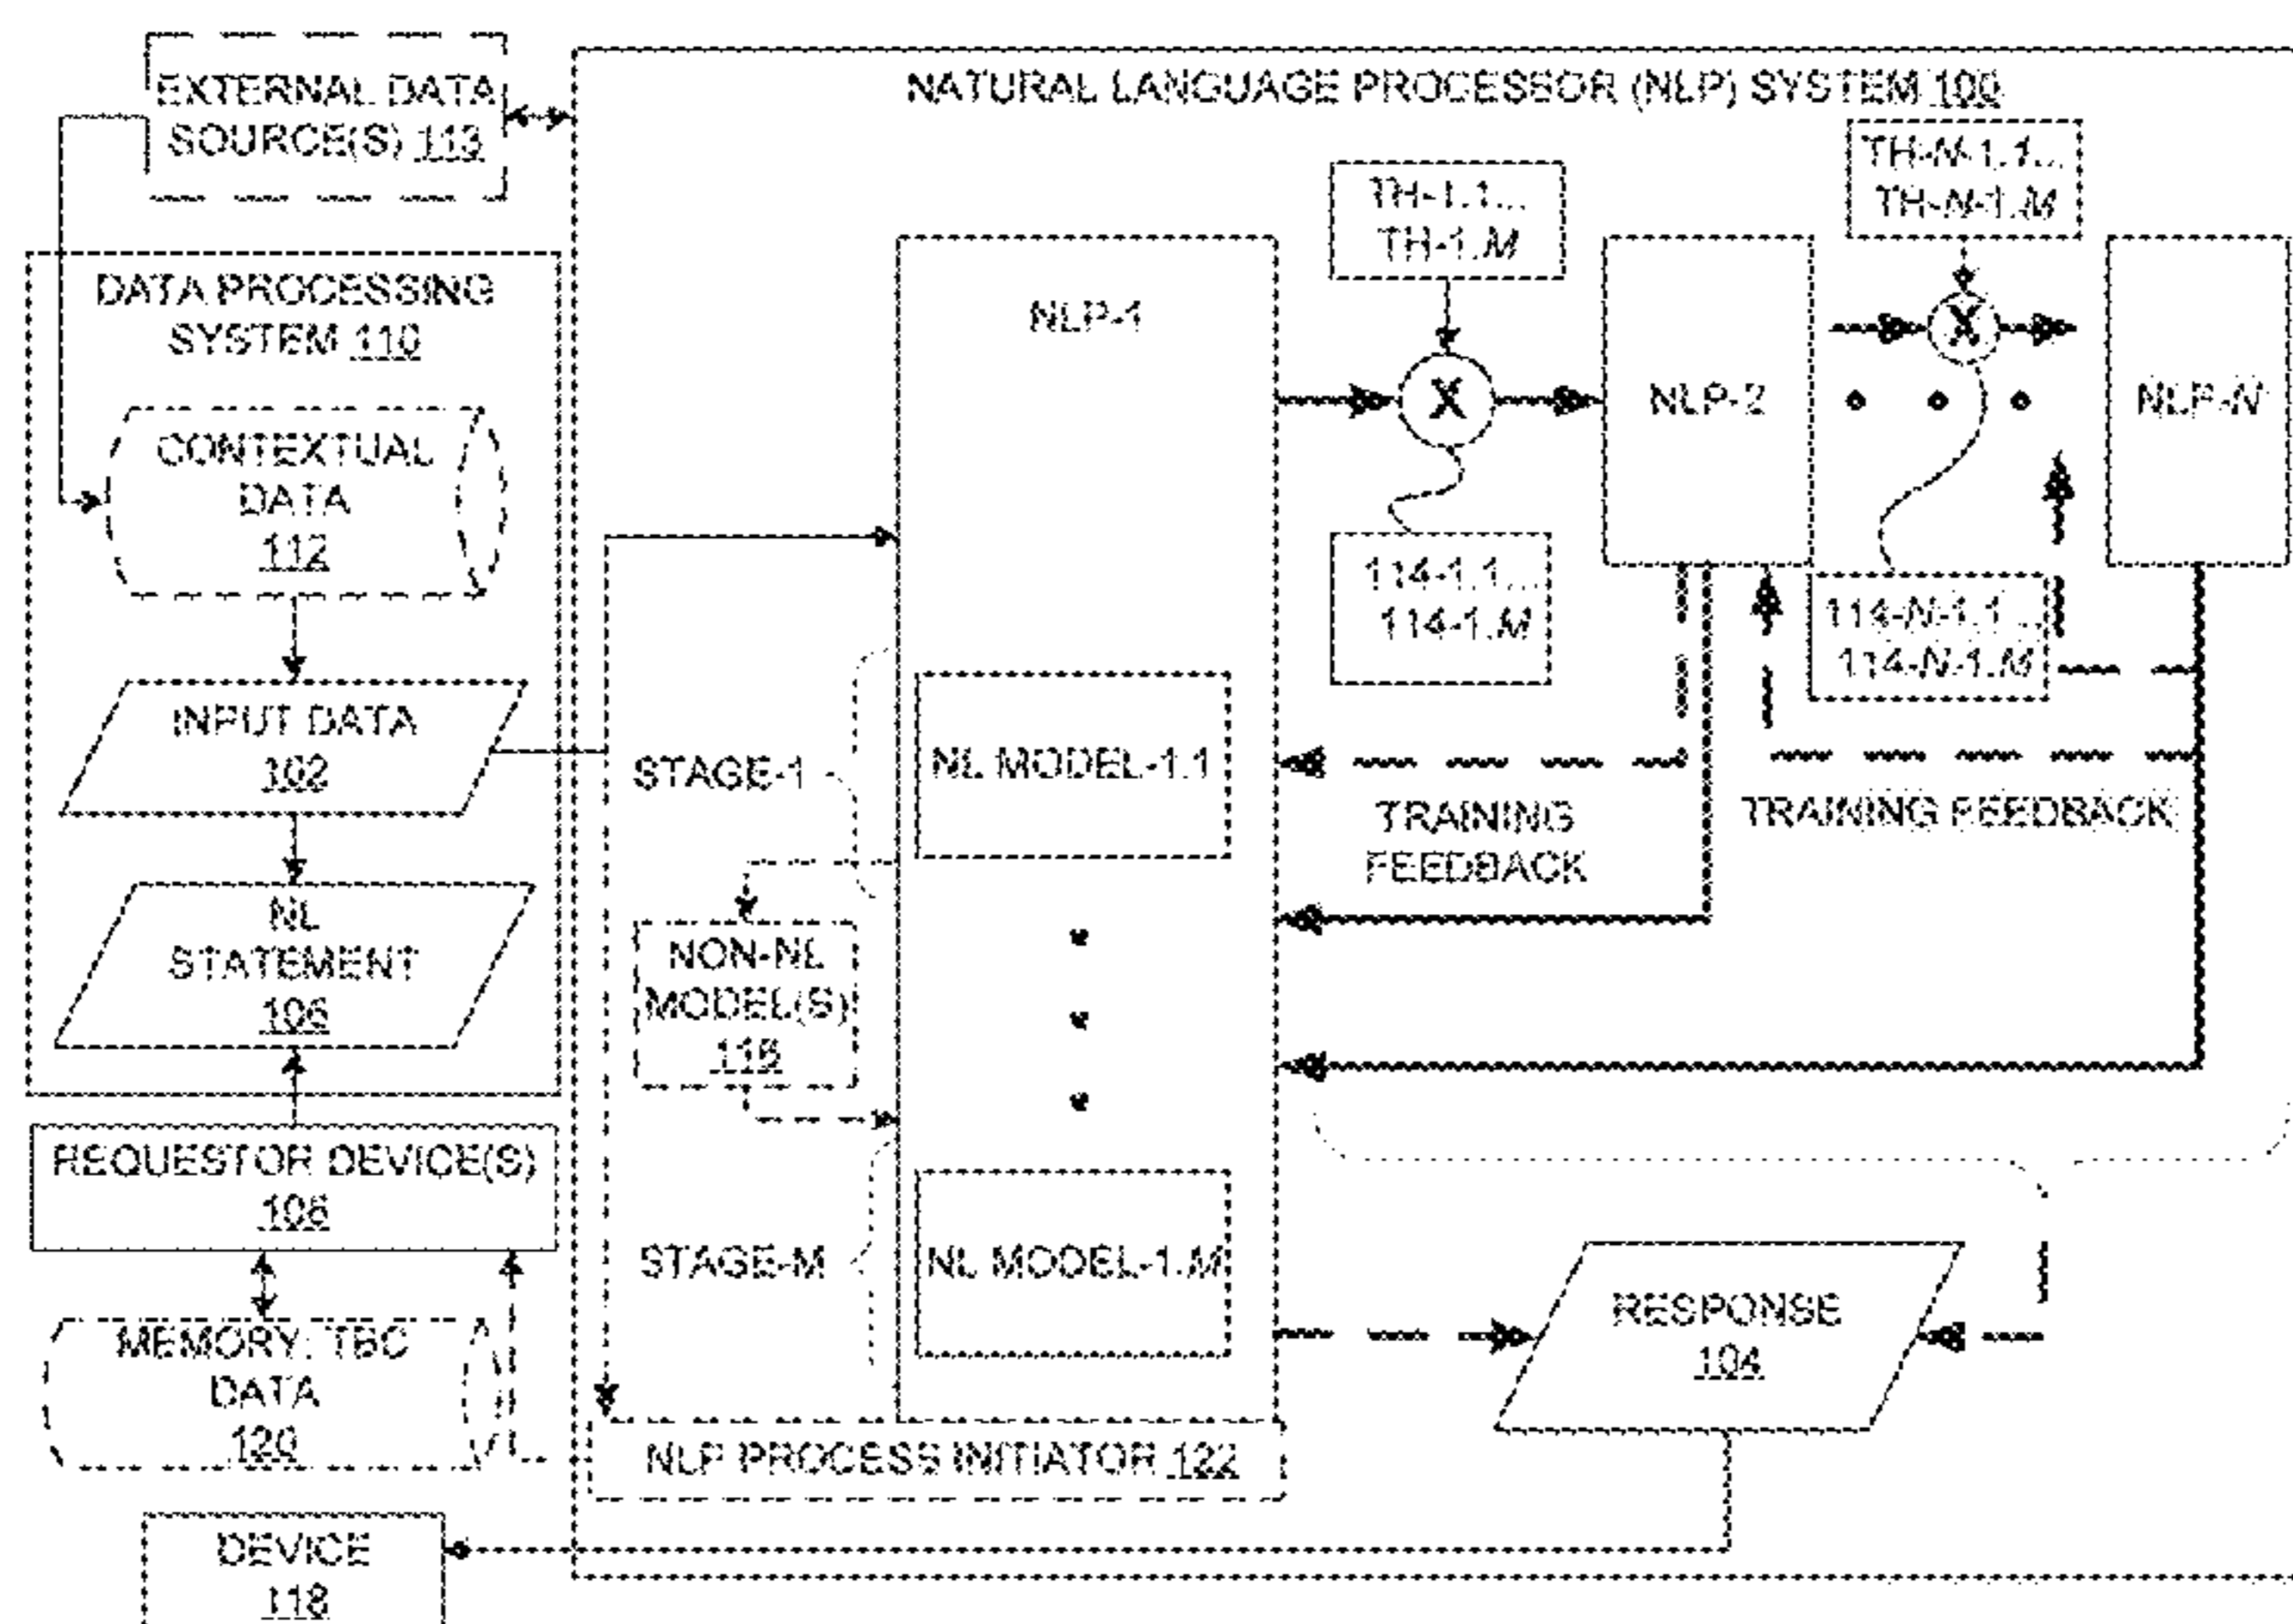 EXTERNAL DATA
SOURCE(S) 113
NATURAL LANGUAGE PROCESSOR (NLP) SYSTEM 100
TH-1.1...
TH-1.M
TH-N-1.1...
TH-N-1.M
DATA PROCESSING
SYSTEM 110
NLP-1
X
NLP-2
X
NLP-N
CONTEXTUAL
DATA
112
114-1.1...
114-1.M
114-N-1.1...
114-N-1.M
INPUT DATA
102
STAGE-1
NL MODEL-1.1
TRAINING
FEEDBACK
TRAINING FEEDBACK
NL
STATEMENT
106
NON-NL
MODEL(S)
116
REQUESTOR DEVICE(S)
108
STAGE-M
NL MODEL-1.M
RESPONSE
104
MEMORY: TBC
DATA
120
NLP PROCESS INITIATOR 122
DEVICE
118